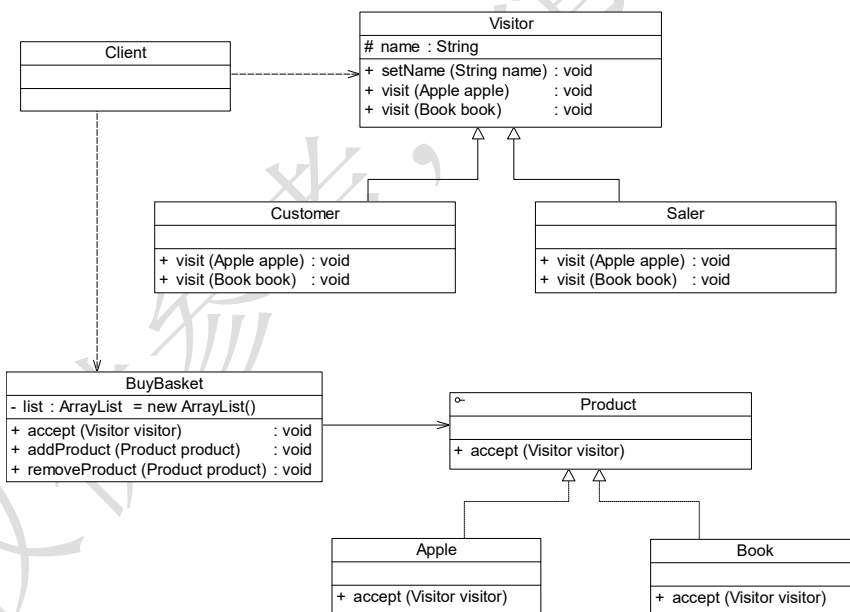 Client
Visitor
# name : String
+ setName (String name) : void
+ visit (Apple apple) : void
+ visit (Book book) : void
Customer
+ visit (Apple apple) : void
+ visit (Book book) : void
Saler
+ visit (Apple apple) : void
+ visit (Book book) : void
BuyBasket
- list : ArrayList = new ArrayList()
+ accept (Visitor visitor) : void
+ addProduct (Product product) : void
+ removeProduct (Product product) : void
Product
+ accept (Visitor visitor)
Apple
+ accept (Visitor visitor)
Book
+ accept (Visitor visitor)